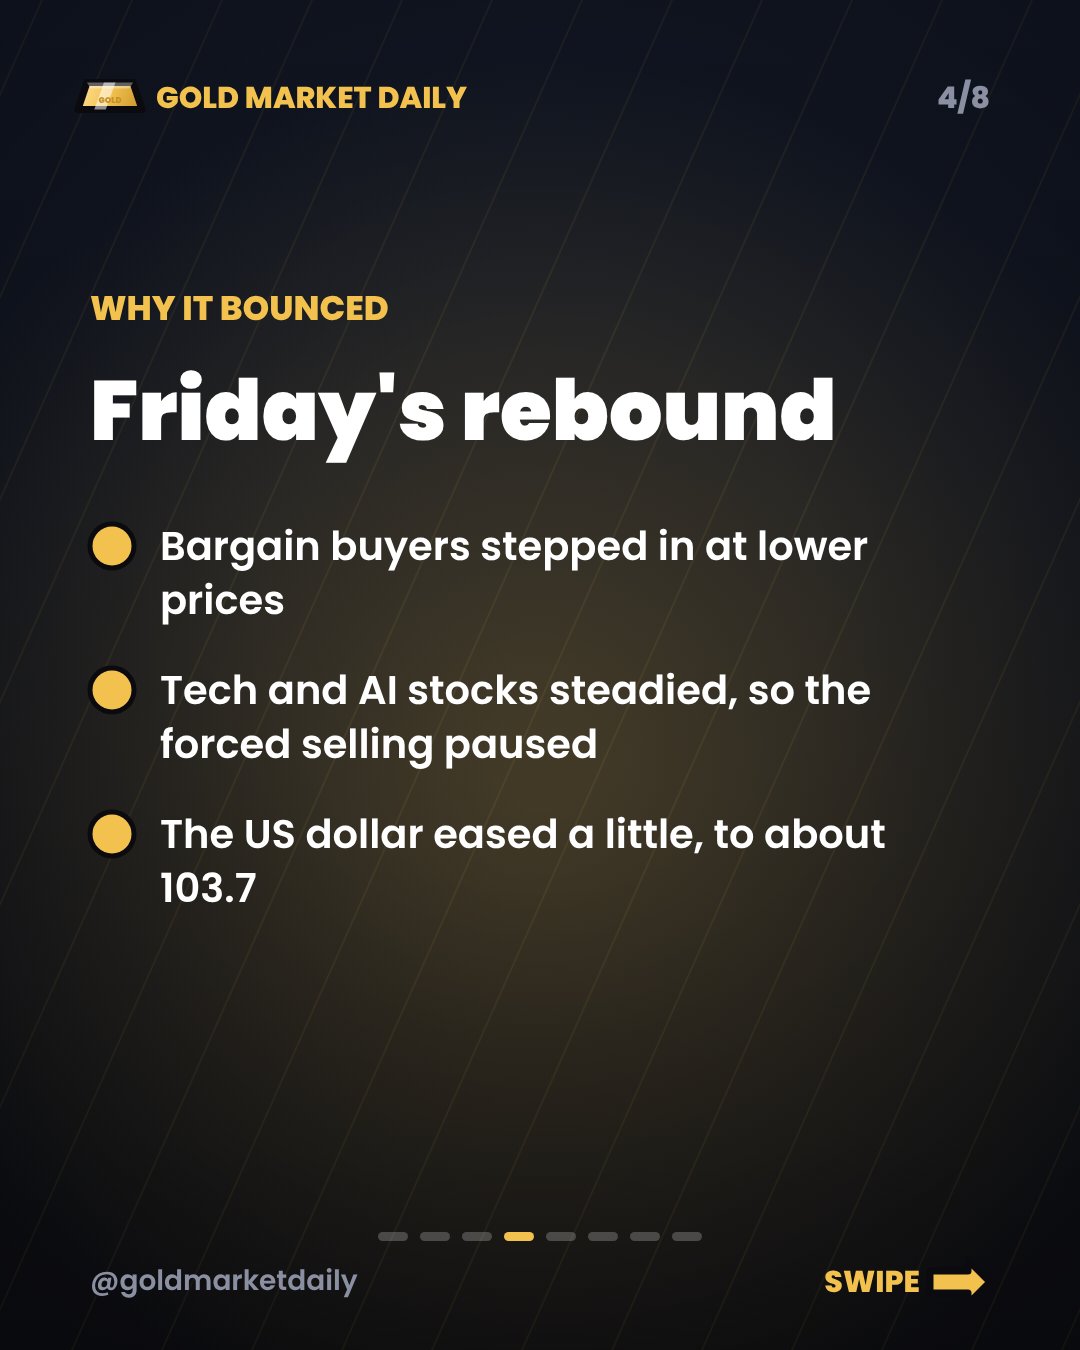 GOLD
GOLD MARKET DAILY
4/8
WHY IT BOUNCED
Friday's rebound
Bargain buyers stepped in at lower
prices
Tech and AI stocks steadied, so the
forced selling paused
The US dollar eased a little, to about
103.7
@goldmarketdaily
SWIPE